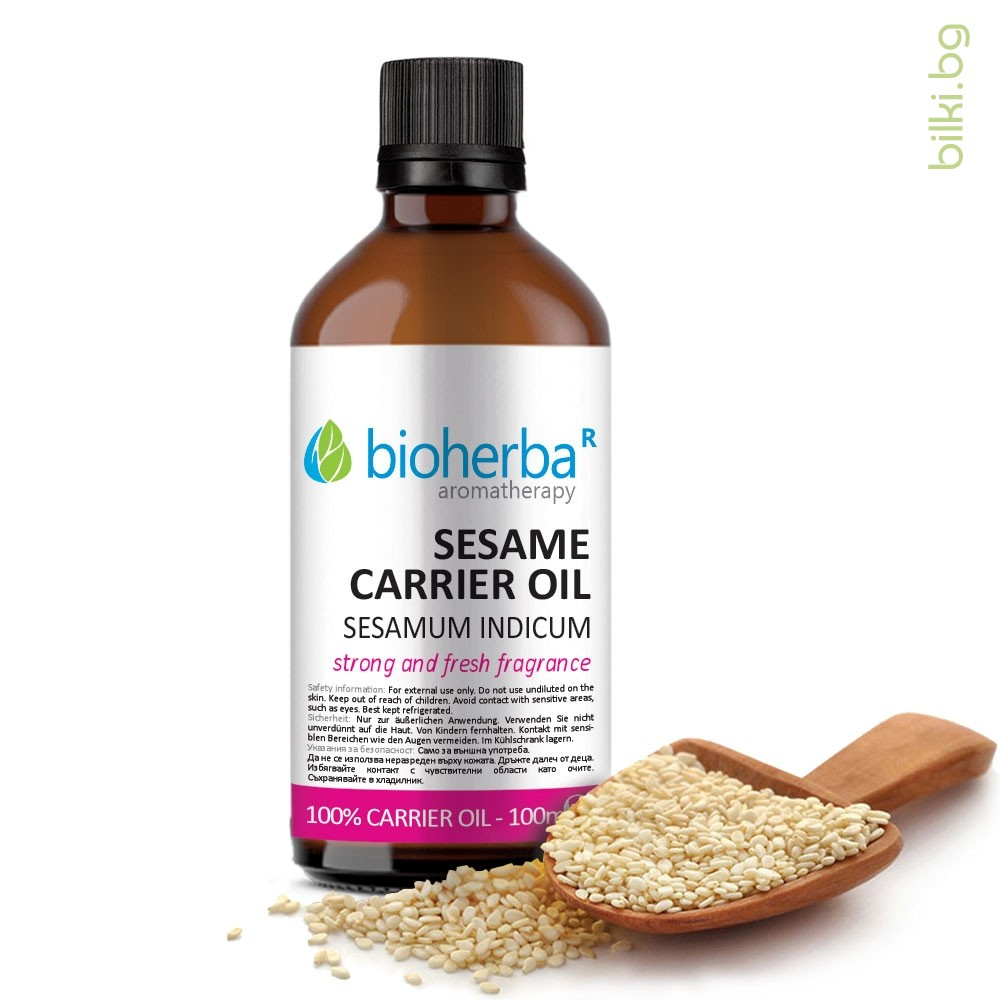 bilki.bg
bioherba R
aromatherapy
SESAME
CARRIER OIL
SESAMUM INDICUM
strong and fresh fragrance
Safety information: For external use only. Do not use undiluted on the
skin. Keep out of reach of children. Avoid contact with sensitive areas,
such as eyes. Best kept refrigerated.
Sicherheit: Nur zur äußerlichen Anwendung. Verwenden Sie nicht
unverdünnt auf die Haut. Von Kindern fernhalten. Kontakt mit sensi-
blen Bereichen wie den Augen vermeiden. Im Kühlschrank lagern.
Указания за безопасност: Само за външна употреба.
Да не се използва неразреден върху кожата. Дръжте далеч от деца.
Избягвайте контакт с чувствителни области като очите.
Съхранявайте в хладилник.
100% CARRIER OIL - 100m